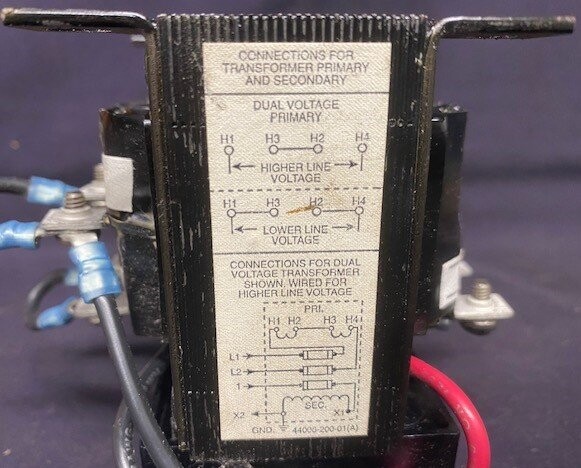 CONNECTIONS FOR
TRANSFORMER PRIMARY
AND SECONDARY
DUAL VOLTAGE
PRIMARY
H1 H3 H2 H4
HIGHER LINE
VOLTAGE
H1 H3 H2 H4
LOWER LINE
VOLTAGE
CONNECTIONS FOR DUAL
VOLTAGE TRANSFORMER
SHOWN, WIRED FOR
HIGHER LINE VOLTAGE
PRI.
H1 H2 H3 H4
L1
L2
1
SEC.
X2 X1
GND. 44000-200-01(A)